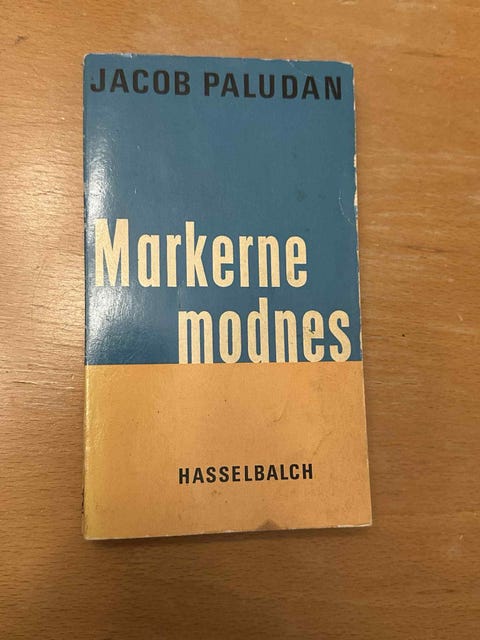 JACOB PALUDAN
Markerne
modnes
HASSELBALCH